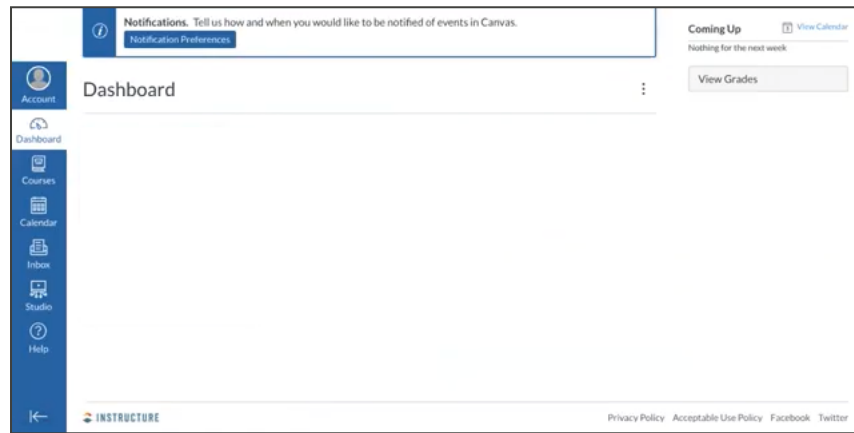 Notifications. Tell us how and when you would like to be notified of events in Canvas.
Notification Preferences
Coming Up
View Calendar
Nothing for the next week
View Grades
Dashboard
Account
Dashboard
Courses
Calendar
Inbox
Studio
Help
INSTRUCTURE
Privacy Policy Acceptable Use Policy Facebook Twitter